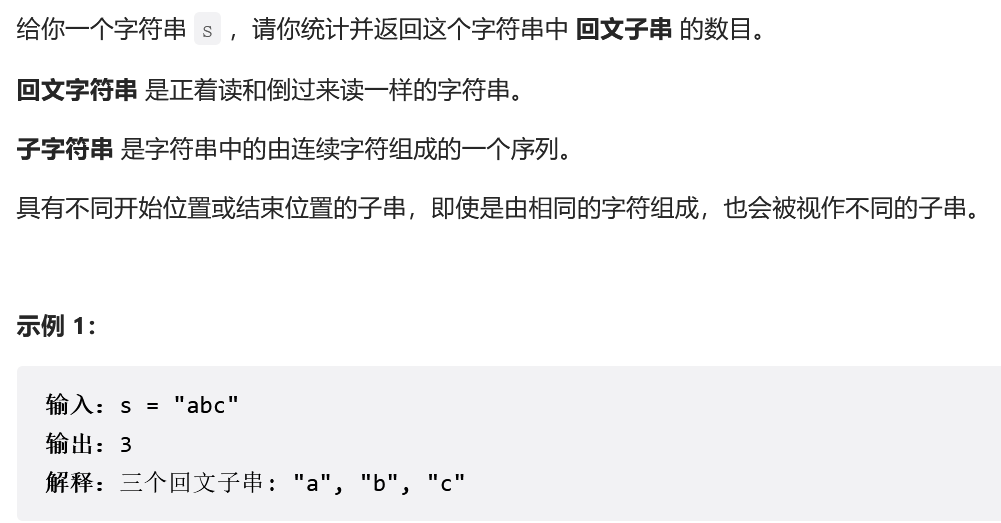 给你一个字符串 s ，请你统计并返回这个字符串中 回文子串 的数目。
回文字符串 是正着读和倒过来读一样的字符串。
子字符串 是字符串中的由连续字符组成的一个序列。
具有不同开始位置或结束位置的子串，即使是由相同的字符组成，也会被视作不同的子串。
示例 1：
输入：s = "abc"
输出：3
解释：三个回文子串: "a", "b", "c"